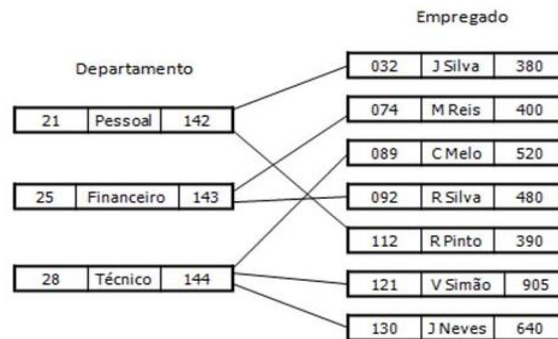 Departamento
21 Pessoal 142
25 Financeiro 143
28 Técnico 144
Empregado
032 J Silva 380
074 M Reis 400
089 C Melo 520
092 R Silva 480
112 R Pinto 390
121 V Simão 905
130 J Neves 640